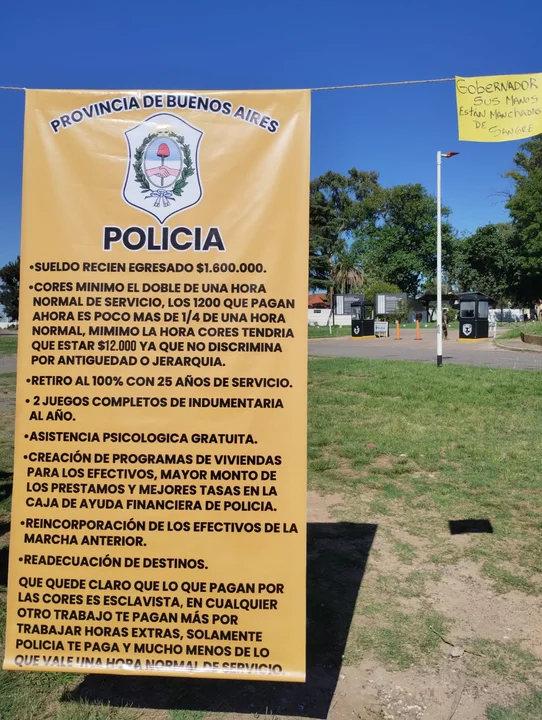 PROVINCIA DE BUENOS AIRES
POLICIA
•SUELDO RECIEN EGRESADO $1.600.000.
•CORES MINIMO EL DOBLE DE UNA HORA
NORMAL DE SERVICIO, LOS 1200 QUE PAGAN
AHORA ES POCO MAS DE 1/4 DE UNA HORA
NORMAL, MIMIMO LA HORA CORES TENDRIA
QUE ESTAR $12.000 YA QUE NO DISCRIMINA
POR ANTIGUEDAD O JERARQUIA.
•RETIRO AL 100% CON 25 AÑOS DE SERVICIO.
• 2 JUEGOS COMPLETOS DE INDUMENTARIA
AL AÑO.
•ASISTENCIA PSICOLOGICA GRATUITA.
•CREACIÓN DE PROGRAMAS DE VIVIENDAS
PARA LOS EFECTIVOS, MAYOR MONTO DE
LOS PRESTAMOS Y MEJORES TASAS EN LA
CAJA DE AYUDA FINANCIERA DE POLICIA.
•REINCORPORACIÓN DE LOS EFECTIVOS DE LA
MARCHA ANTERIOR.
•READECUACIÓN DE DESTINOS.
QUE QUEDE CLARO QUE LO QUE PAGAN POR
LAS CORES ES ESCLAVISTA, EN CUALQUIER
OTRO TRABAJO TE PAGAN MÁS POR
TRABAJAR HORAS EXTRAS, SOLAMENTE
POLICIA TE PAGA Y MUCHO MENOS DE LO
QUE VALE UNA HORA NORMAL DE SERVICIO.
GOBERNADOR
SUS MANOS
ESTAN MANCHADAS
DE
SANGRE